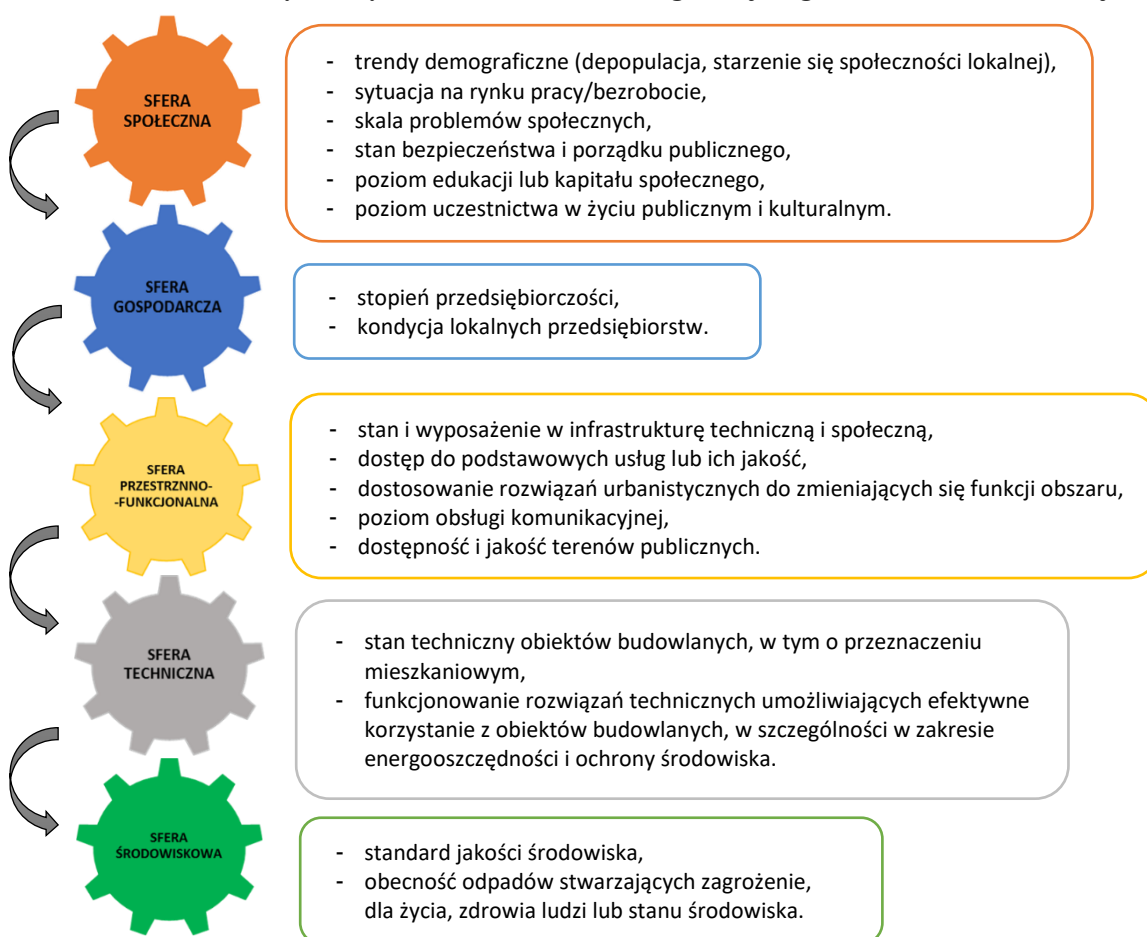 SFERA
SPOŁECZNA
- trendy demograficzne (depopulacja, starzenie się społeczności lokalnej),
- sytuacja na rynku pracy/bezrobocie,
- skala problemów społecznych,
- stan bezpieczeństwa i porządku publicznego,
- poziom edukacji lub kapitału społecznego,
- poziom uczestnictwa w życiu publicznym i kulturalnym.
SFERA
GOSPODARCZA
- stopień przedsiębiorczości,
- kondycja lokalnych przedsiębiorstw.
SFERA
PRZESTRZNNO-
-FUNKCJONALNA
- stan i wyposażenie w infrastrukturę techniczną i społeczną,
- dostęp do podstawowych usług lub ich jakość,
- dostosowanie rozwiązań urbanistycznych do zmieniających się funkcji obszaru,
- poziom obsługi komunikacyjnej,
- dostępność i jakość terenów publicznych.
SFERA
TECHNICZNA
- stan techniczny obiektów budowlanych, w tym o przeznaczeniu
mieszkaniowym,
- funkcjonowanie rozwiązań technicznych umożliwiających efektywne
korzystanie z obiektów budowlanych, w szczególności w zakresie
energooszczędności i ochrony środowiska.
SFERA
ŚRODOWISKOWA
- standard jakości środowiska,
- obecność odpadów stwarzających zagrożenie,
dla życia, zdrowia ludzi lub stanu środowiska.